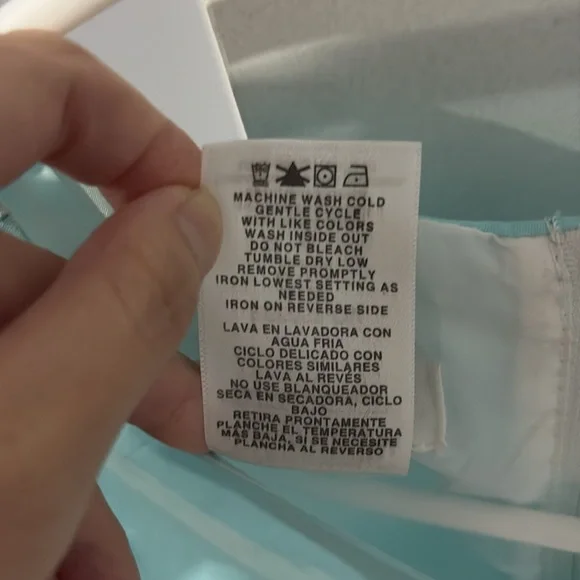 MACHINE WASH COLD
GENTLE CYCLE
WITH LIKE COLORS
WASH INSIDE OUT
DO NOT BLEACH
TUMBLE DRY LOW
REMOVE PROMPTLY
IRON LOWEST SETTING AS
NEEDED
IRON ON REVERSE SIDE
LAVA EN LAVADORA CON
AGUA FRIA
CICLO DELICADO CON
COLORES SIMILARES
LAVA AL REVÉS
NO USE BLANQUEADOR
SECA EN SECADORA, CICLO
BAJO
RETIRA PRONTAMENTE
PLANCHE EL TEMPERATURA
MÁS BAJA, SI SE NECESITE
PLANCHA AL REVERSO